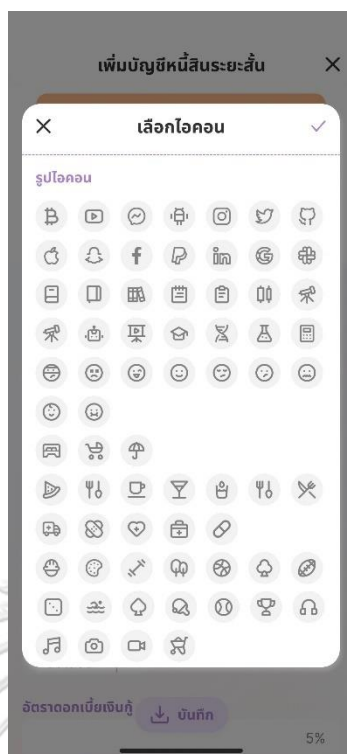 เพิ่มบัญชีหนี้สินระยะสั้น
เลือกไอคอน
รูปไอคอน
อัตราดอกเบี้ยเงินกู้
บันทึก
5%